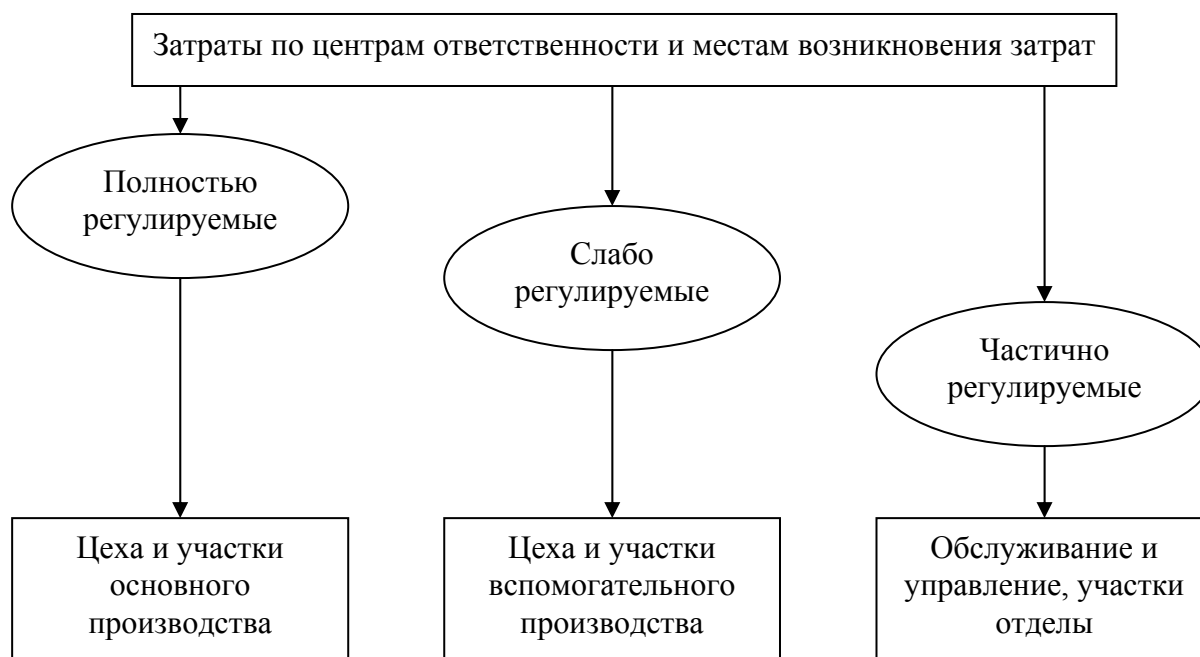 Затраты по центрам ответственности и местам возникновения затрат
Полностью
регулируемые
Слабо
регулируемые
Частично
регулируемые
Цеха и участки
основного
производства
Цеха и участки
вспомогательного
производства
Обслуживание и
управление, участки
отделы